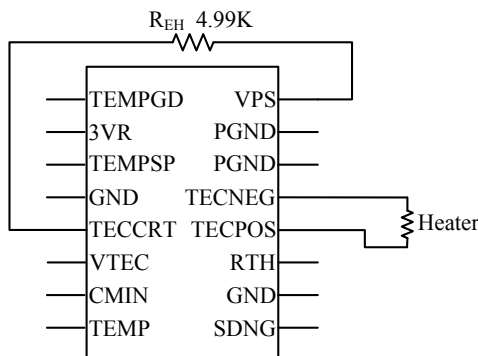 R_EH 4.99K
TEMPGD VPS
3VR PGND
TEMPSP PGND
GND TECNEG
TECCRT TECPOS
Heater
VTEC RTH
CMIN GND
TEMP SDNG